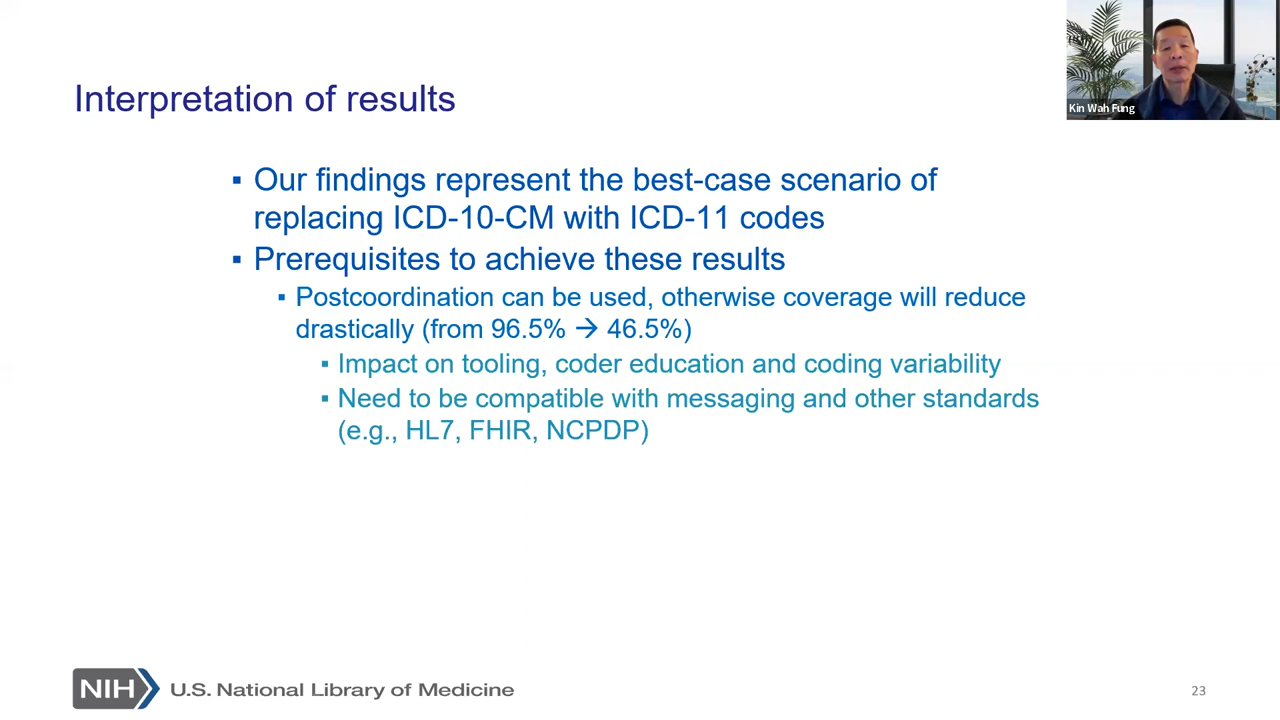 Kin Wah Fung
Interpretation of results
▪ Our findings represent the best-case scenario of
replacing ICD-10-CM with ICD-11 codes
▪ Prerequisites to achieve these results
▪ Postcoordination can be used, otherwise coverage will reduce
drastically (from 96.5% → 46.5%)
▪ Impact on tooling, coder education and coding variability
▪ Need to be compatible with messaging and other standards
(e.g., HL7, FHIR, NCPDP)
NIH U.S. National Library of Medicine
23